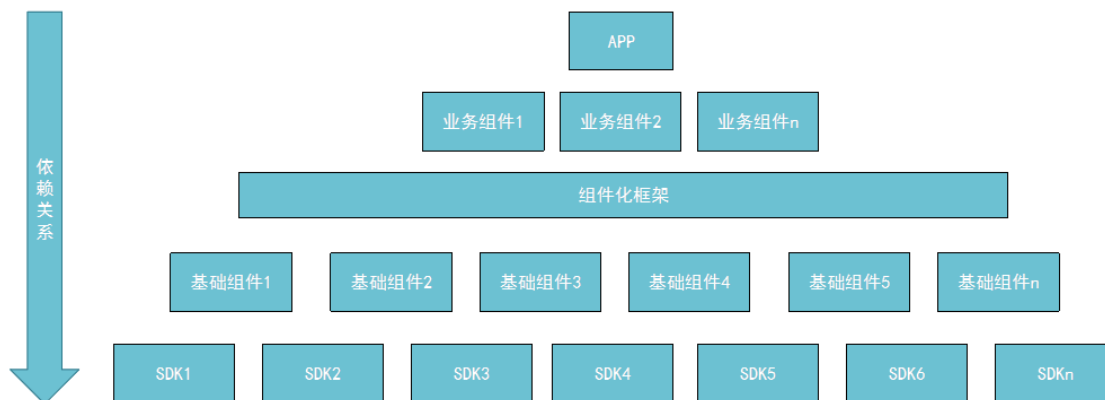 APP
业务组件1
业务组件2
业务组件n
依赖关系
组件化框架
基础组件1
基础组件2
基础组件3
基础组件4
基础组件5
基础组件n
SDK1
SDK2
SDK3
SDK4
SDK5
SDK6
SDKn